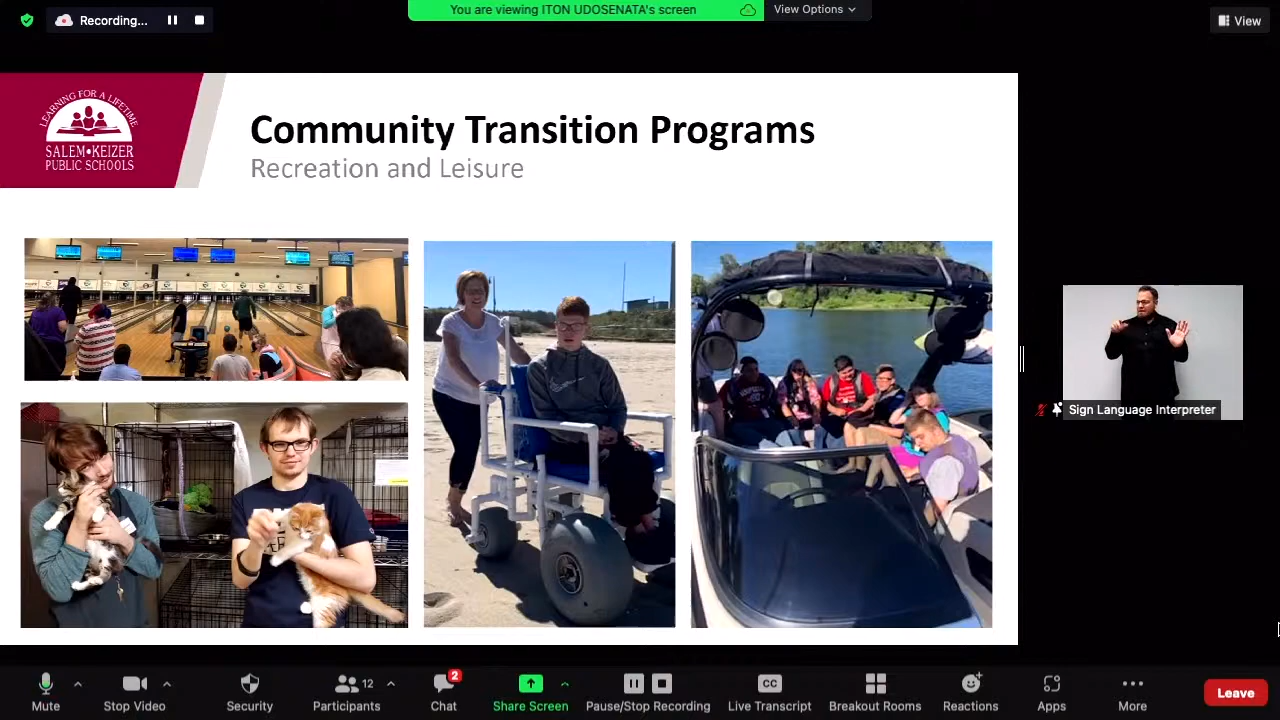 Recording...
You are viewing ITON UDOSENATA's screen
View Options
View
LEARNING FOR A LIFETIME
SALEM•KEIZER
PUBLIC SCHOOLS
Community Transition Programs
Recreation and Leisure
Sign Language Interpreter
Mute
Stop Video
Security
12
Participants
2
Chat
Share Screen
Pause/Stop Recording
CC
Live Transcript
Breakout Rooms
Reactions
Apps
More
Leave